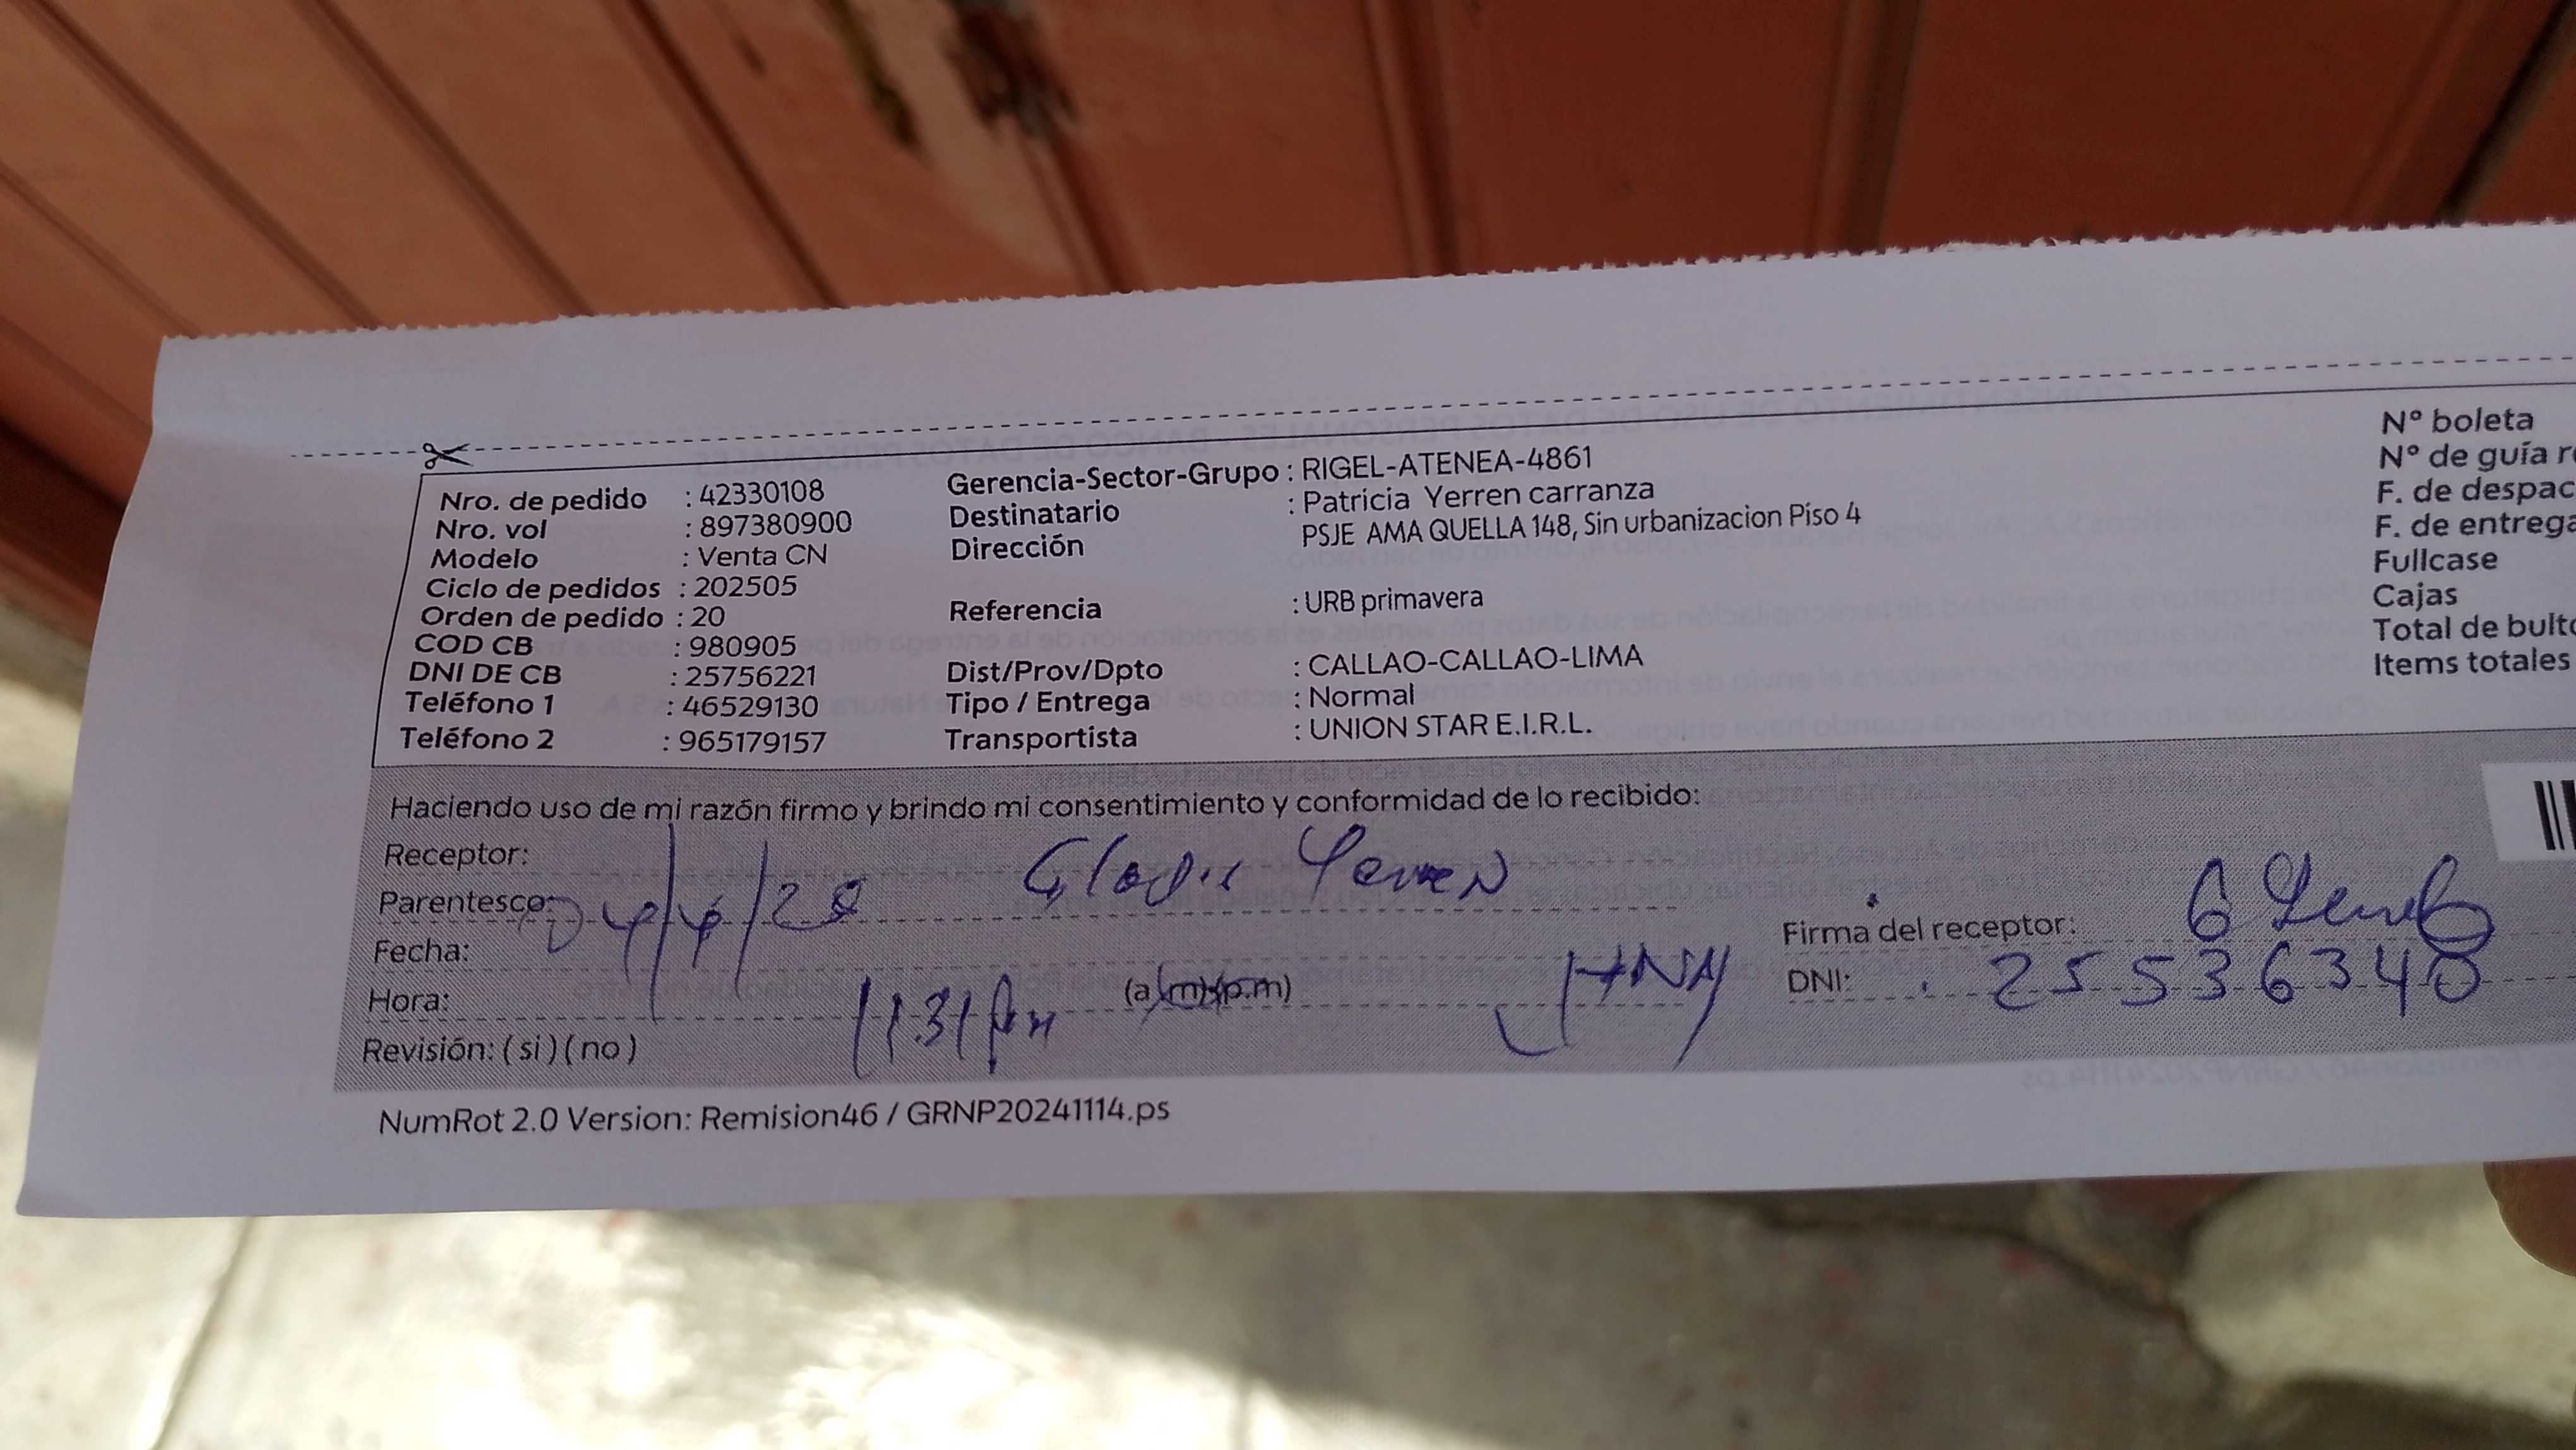 Nro. de pedido : 42330108
Nro. vol : 897380900
Modelo : Venta CN
Ciclo de pedidos : 202505
Orden de pedido : 20
COD CB : 980905
DNI DE CB : 25756221
Teléfono 1 : 46529130
Teléfono 2 : 965179157
Gerencia-Sector-Grupo : RIGEL-ATENEA-4861
Destinatario : Patricia Yerren carranza
Dirección PSJE AMA QUELLA 148, Sin urbanizacion Piso 4
Referencia : URB primavera
Dist/Prov/Dpto : CALLAO-CALLAO-LIMA
Tipo / Entrega : Normal
Transportista : UNION STAR E.I.R.L.
Nº boleta
Nº de guía
F. de despac
F. de entrega
Fullcase
Cajas
Total de bulto
Items totales
Haciendo uso de mi razón firmo y brindo mi consentimiento y conformidad de lo recibido:
Receptor: Gladis Yerren
Parentesco:
Fecha:
Hora: (a.m) (p.m)
Revisión: ( si ) ( no )
Firma del receptor:
DNI: 25536340
NumRot 2.0 Version: Remision46 / GRNP20241114.ps